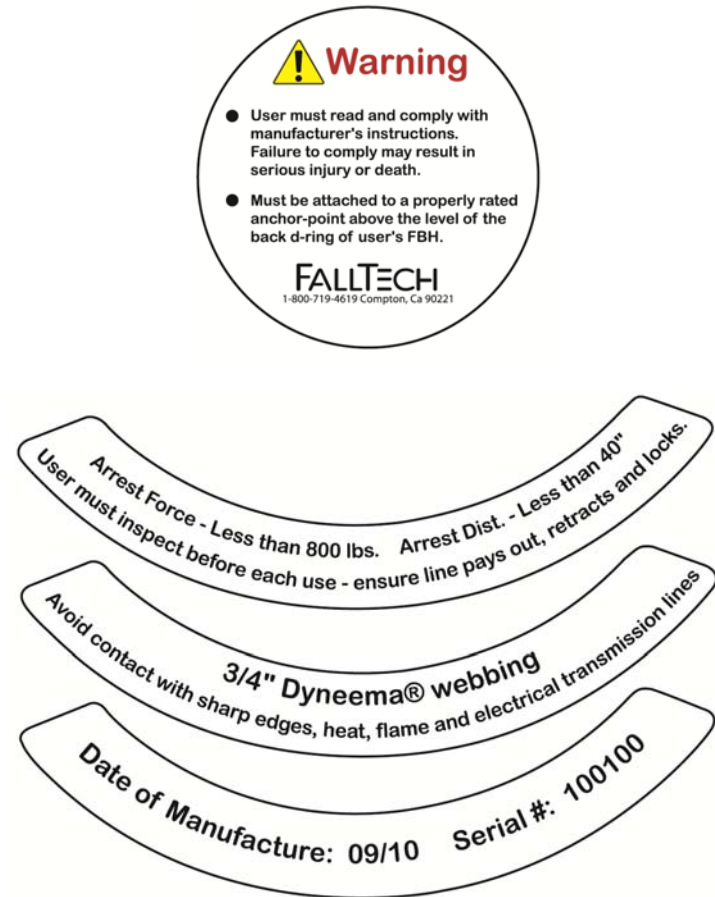 Warning
● User must read and comply with
manufacturer's instructions.
Failure to comply may result in
serious injury or death.
● Must be attached to a properly rated
anchor-point above the level of the
back d-ring of user's FBH.
FALLTECH
1-800-719-4619 Compton, Ca 90221
Arrest Force - Less than 800 lbs. Arrest Dist. - Less than 40"
User must inspect before each use - ensure line pays out, retracts and locks.
3/4" Dyneema® webbing
Avoid contact with sharp edges, heat, flame and electrical transmission lines
Date of Manufacture: 09/10 Serial #: 100100